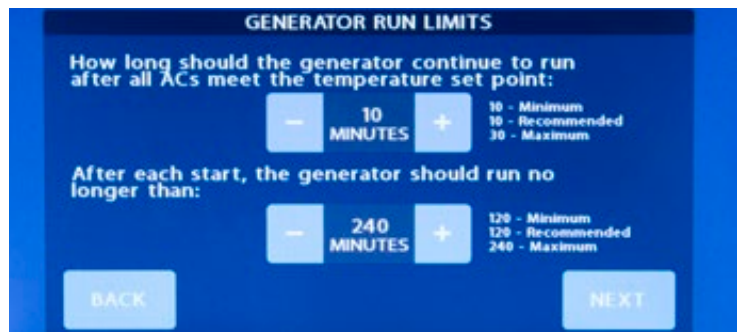 GENERATOR RUN LIMITS
How long should the generator continue to run
after all ACs meet the temperature set point:
−
10
MINUTES
+
10 - Minimum
10 - Recommended
30 - Maximum
After each start, the generator should run no
longer than:
−
240
MINUTES
+
120 - Minimum
120 - Recommended
240 - Maximum
BACK
NEXT